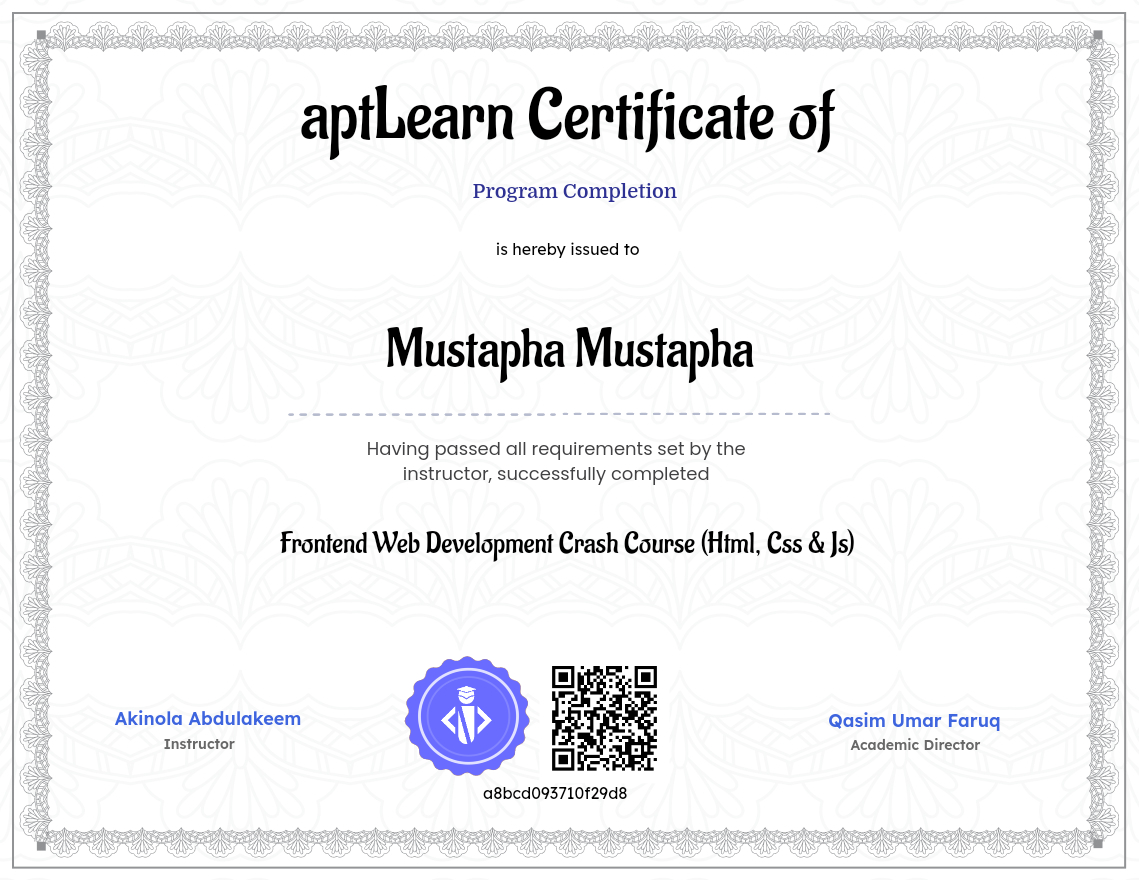 aptLearn Certificate of
Program Completion
is hereby issued to
Mustapha Mustapha
Having passed all requirements set by the
instructor, successfully completed
Frontend Web Development Crash Course (Html, Css & Js)
Akinola Abdulakeem
Instructor
Qasim Umar Faruq
Academic Director
a8bcd093710f29d8